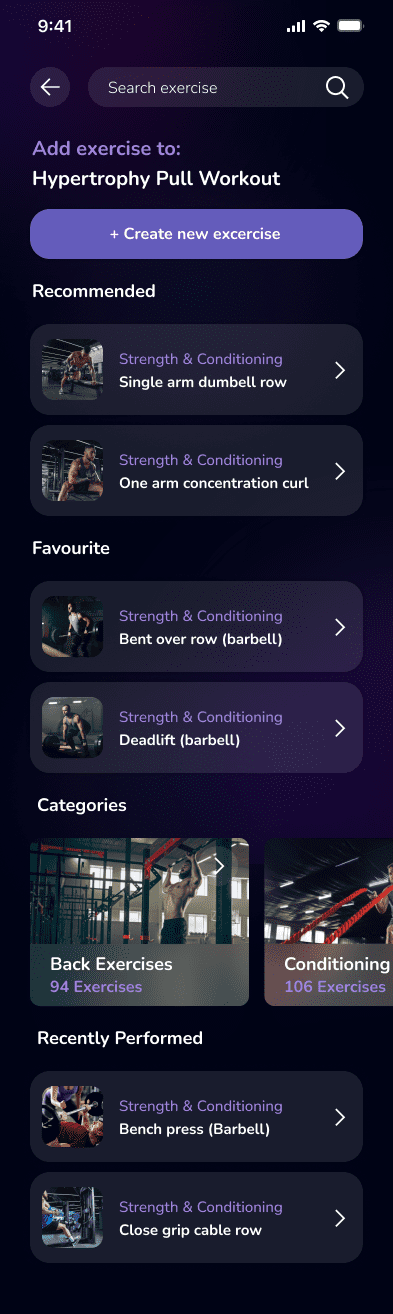 9:41
Search exercise
Add exercise to:
Hypertrophy Pull Workout
+ Create new excercise
Recommended
Strength & Conditioning
Single arm dumbell row
Strength & Conditioning
One arm concentration curl
Favourite
Strength & Conditioning
Bent over row (barbell)
Strength & Conditioning
Deadlift (barbell)
Categories
Back Exercises
94 Exercises
Conditioning
106 Exercises
Recently Performed
Strength & Conditioning
Bench press (Barbell)
Strength & Conditioning
Close grip cable row